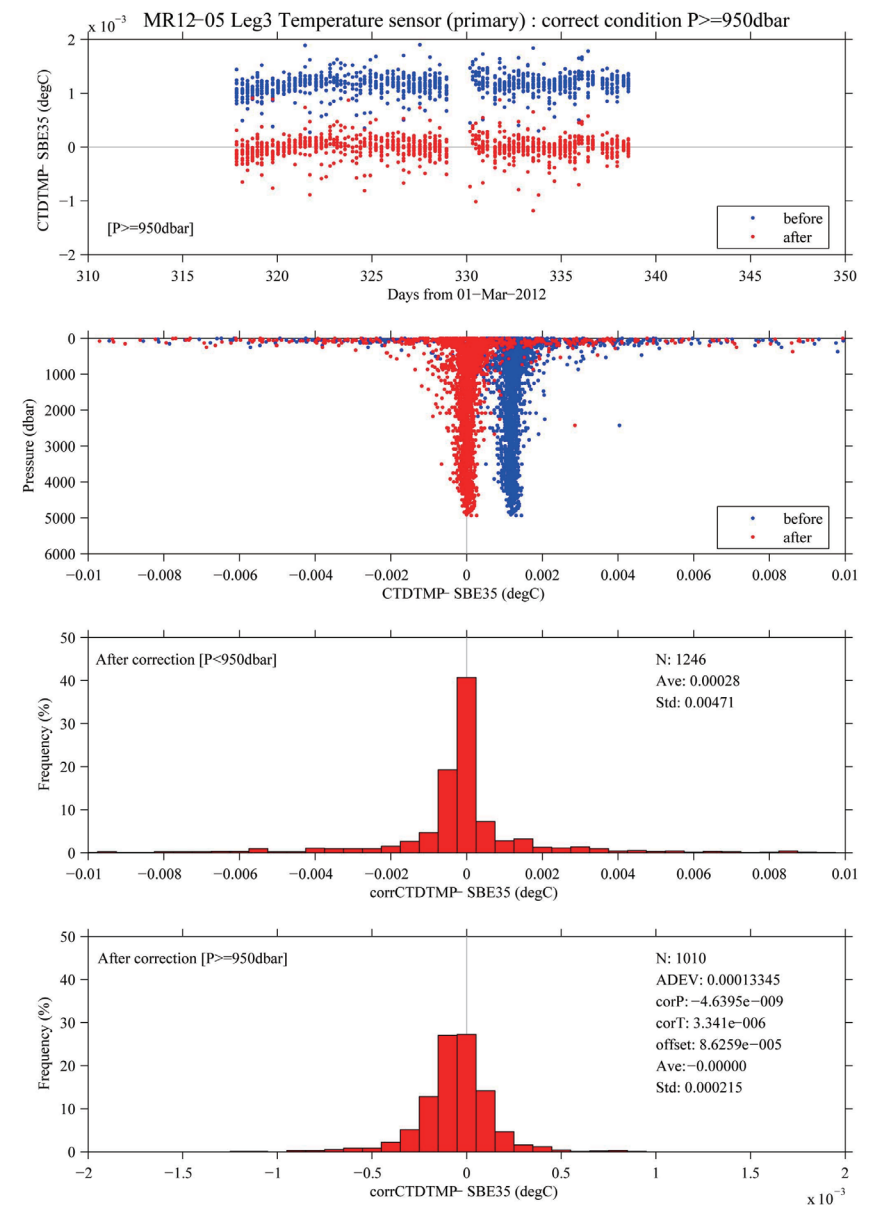 MR12−05 Leg3 Temperature sensor (primary) : correct condition P>=950dbar
x 10⁻³
2
1
0
−1
−2
CTDTMP− SBE35 (degC)
[P>=950dbar]
before
after
310 315 320 325 330 335 340 345 350
Days from 01−Mar−2012
0
1000
2000
3000
4000
5000
6000
Pressure (dbar)
before
after
−0.01 −0.008 −0.006 −0.004 −0.002 0 0.002 0.004 0.006 0.008 0.01
CTDTMP− SBE35 (degC)
50
40
30
20
10
0
Frequency (%)
After correction [P<950dbar]
N: 1246
Ave: 0.00028
Std: 0.00471
−0.01 −0.008 −0.006 −0.004 −0.002 0 0.002 0.004 0.006 0.008 0.01
corrCTDTMP− SBE35 (degC)
50
40
30
20
10
0
Frequency (%)
After correction [P>=950dbar]
N: 1010
ADEV: 0.00013345
corP: −4.6395e−009
corT: 3.341e−006
offset: 8.6259e−005
Ave:−0.00000
Std: 0.000215
−2 −1.5 −1 −0.5 0 0.5 1 1.5 2
corrCTDTMP− SBE35 (degC)
x 10⁻³